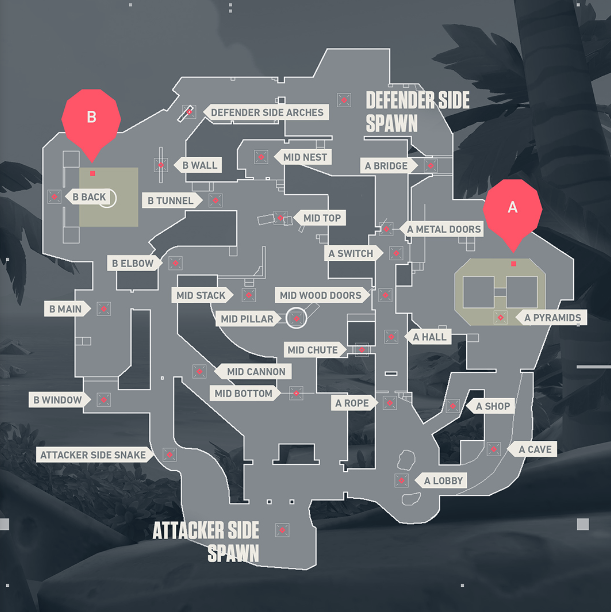 DEFENDER SIDE
SPAWN
B
DEFENDER SIDE ARCHES
MID NEST
B WALL
A BRIDGE
B BACK
B TUNNEL
A
MID TOP
A METAL DOORS
A SWITCH
B ELBOW
MID STACK
MID WOOD DOORS
B MAIN
MID PILLAR
A PYRAMIDS
A HALL
MID CHUTE
MID CANNON
MID BOTTOM
B WINDOW
A ROPE
A SHOP
ATTACKER SIDE SNAKE
A CAVE
A LOBBY
ATTACKER SIDE
SPAWN